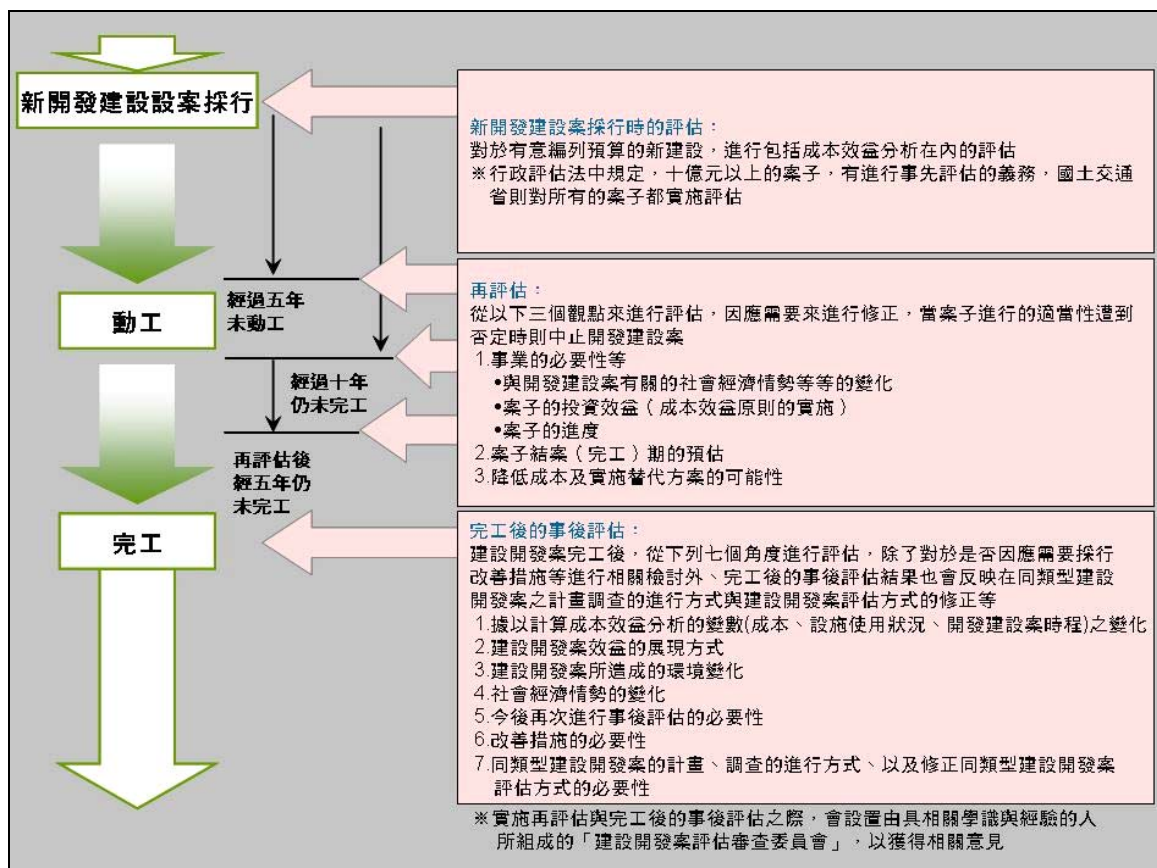 新開發建設設案採行
新開發建設案採行時的評估：
對於有意編列預算的新建設，進行包括成本效益分析在內的評估
※行政評估法中規定，十億元以上的案子，有進行事先評估的義務，國土交通
省則對所有的案子都實施評估
經過五年
未動工
動工
經過十年
仍未完工
再評估後
經五年仍
未完工
再評估：
從以下三個觀點來進行評估，因應需要來進行修正，當案子進行的適當性遭到
否定時則中止開發建設案
1.事業的必要性等
•與開發建設案有關的社會經濟情勢等等的變化
•案子的投資效益（成本效益原則的實施）
•案子的進度
2.案子結案（完工）期的預估
3.降低成本及實施替代方案的可能性
完工
完工後的事後評估：
建設開發案完工後，從下列七個角度進行評估，除了對於是否因應需要採行
改善措施等進行相關檢討外、完工後的事後評估結果也會反映在同類型建設
開發案之計畫調查的進行方式與建設開發案評估方式的修正等
1.據以計算成本效益分析的變數(成本、設施使用狀況、開發建設案時程)之變化
2.建設開發案效益的展現方式
3.建設開發案所造成的環境變化
4.社會經濟情勢的變化
5.今後再次進行事後評估的必要性
6.改善措施的必要性
7.同類型建設開發案的計畫、調查的進行方式、以及修正同類型建設開發案
評估方式的必要性
※實施再評估與完工後的事後評估之際，會設置由具相關學識與經驗的人
所組成的「建設開發案評估審查委員會」，以獲得相關意見